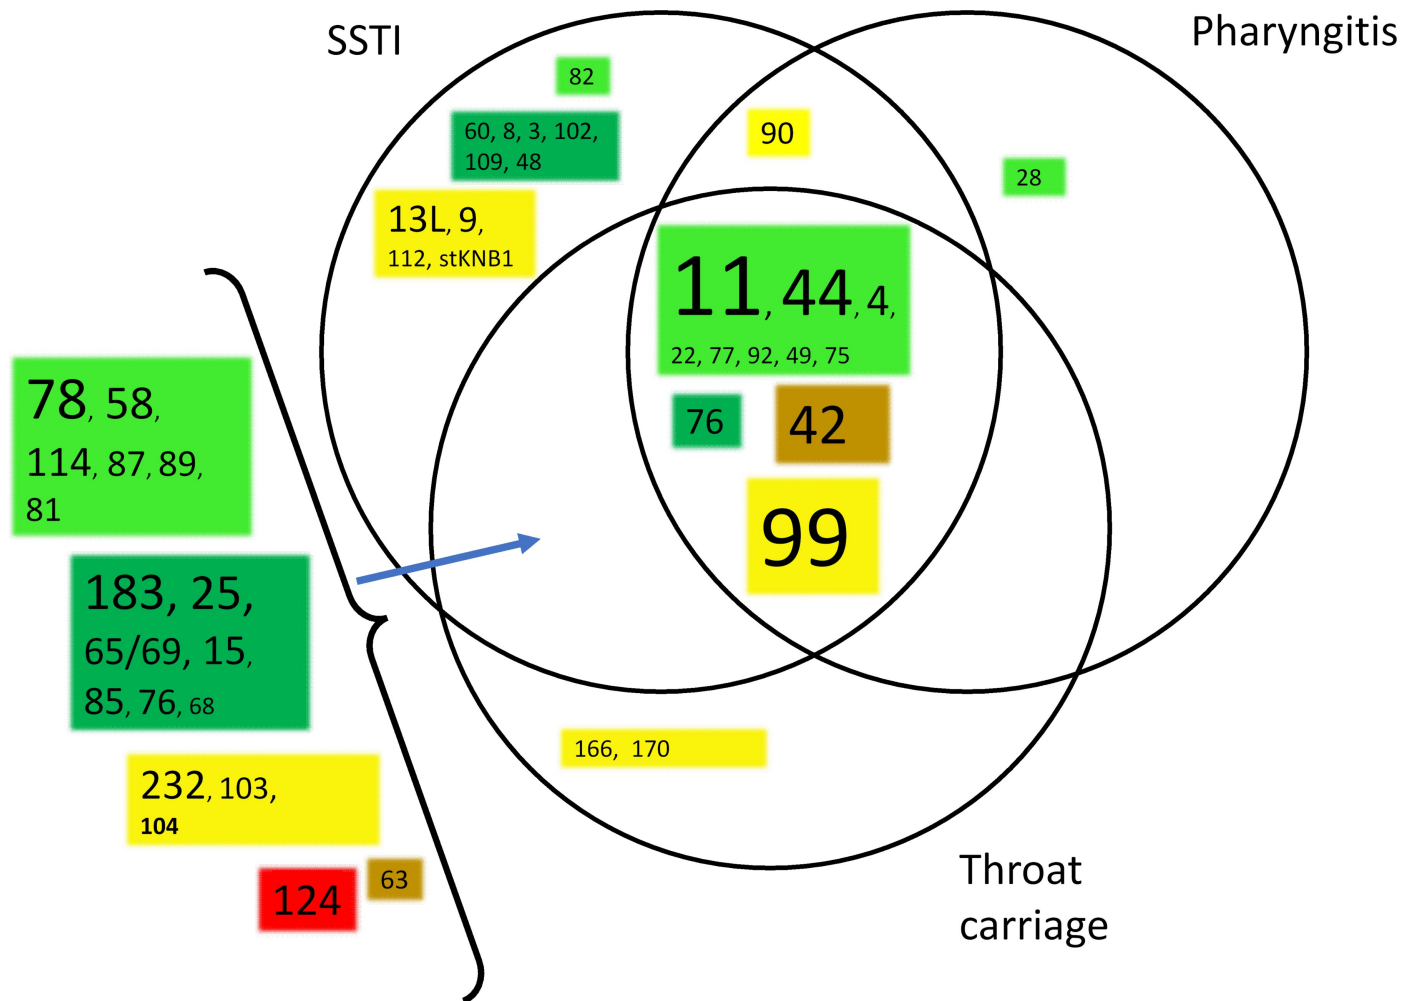 SSTI
Pharyngitis
82
60, 8, 3, 102,
109, 48
90
28
13L, 9,
112, stKNB1
11, 44, 4,
22, 77, 92, 49, 75
78, 58,
114, 87, 89,
81
76
42
99
183, 25,
65/69, 15,
85, 76, 68
166, 170
232, 103,
104
124
63
Throat
carriage